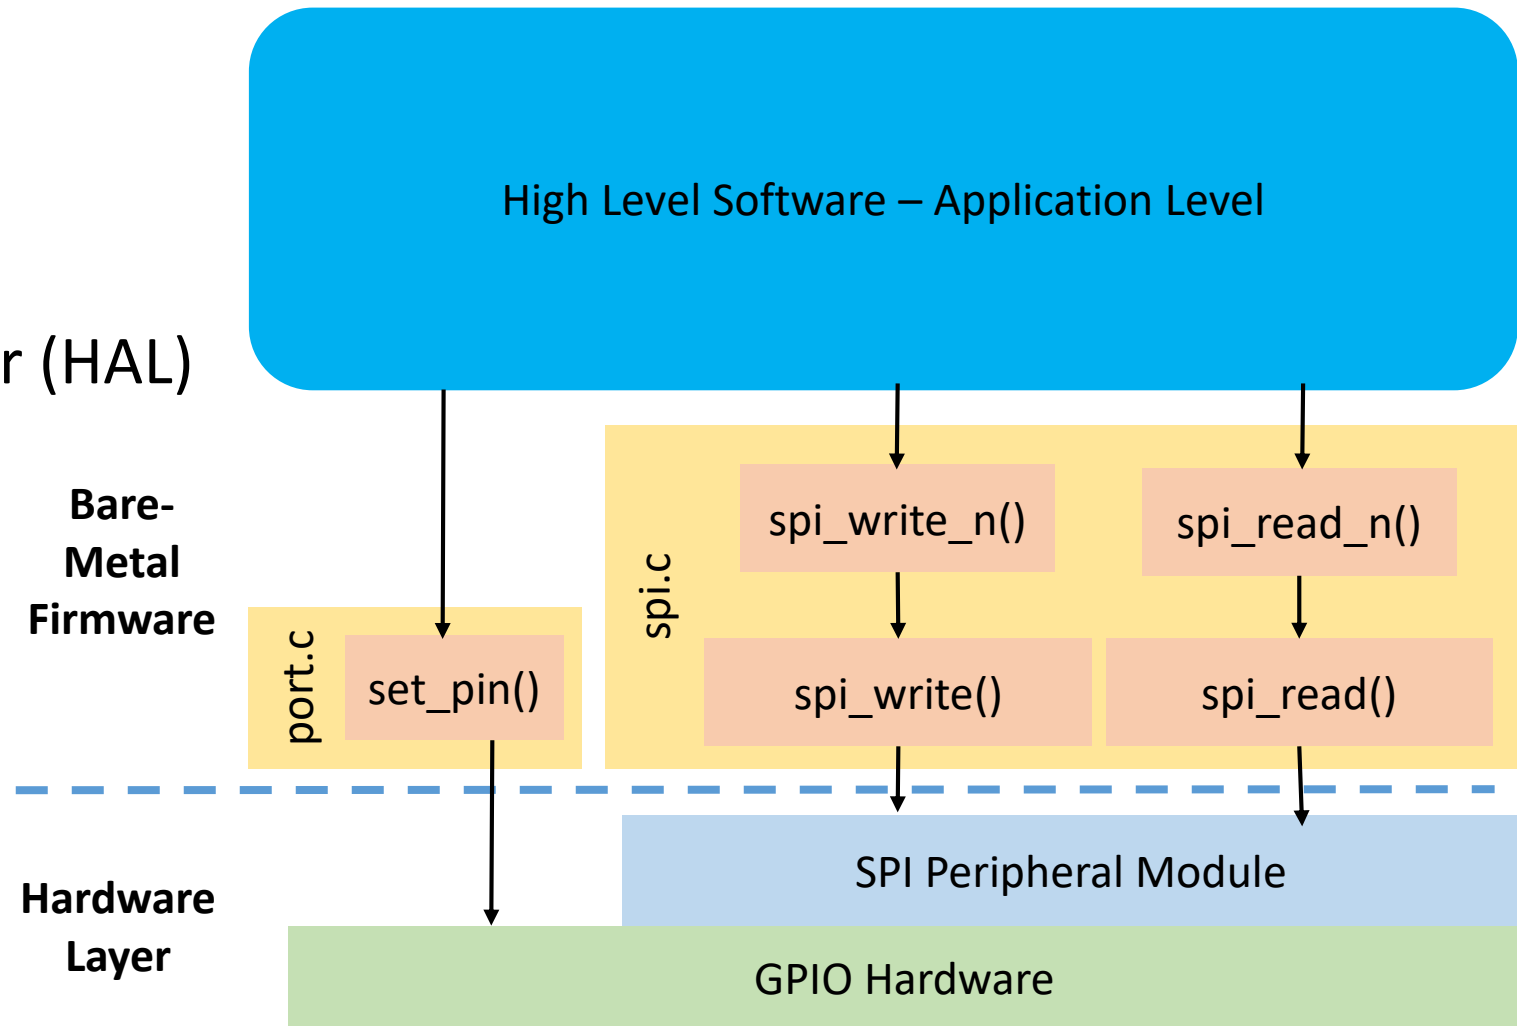 High Level Software – Application Level
r (HAL)
Bare-
Metal
Firmware
spi_write_n()
spi_read_n()
spi.c
port.c
set_pin()
spi_write()
spi_read()
SPI Peripheral Module
Hardware
Layer
GPIO Hardware